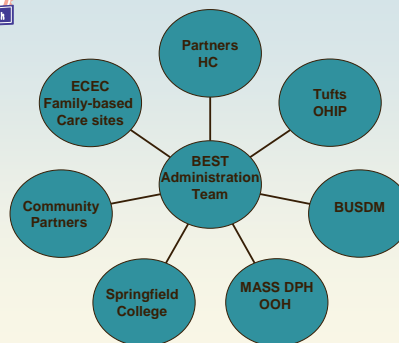 Partners
HC
ECEC
Family-based
Care sites
Tufts
OHIP
BEST
Administration
Team
Community
Partners
BUSDM
Springfield
College
MASS DPH
OOH